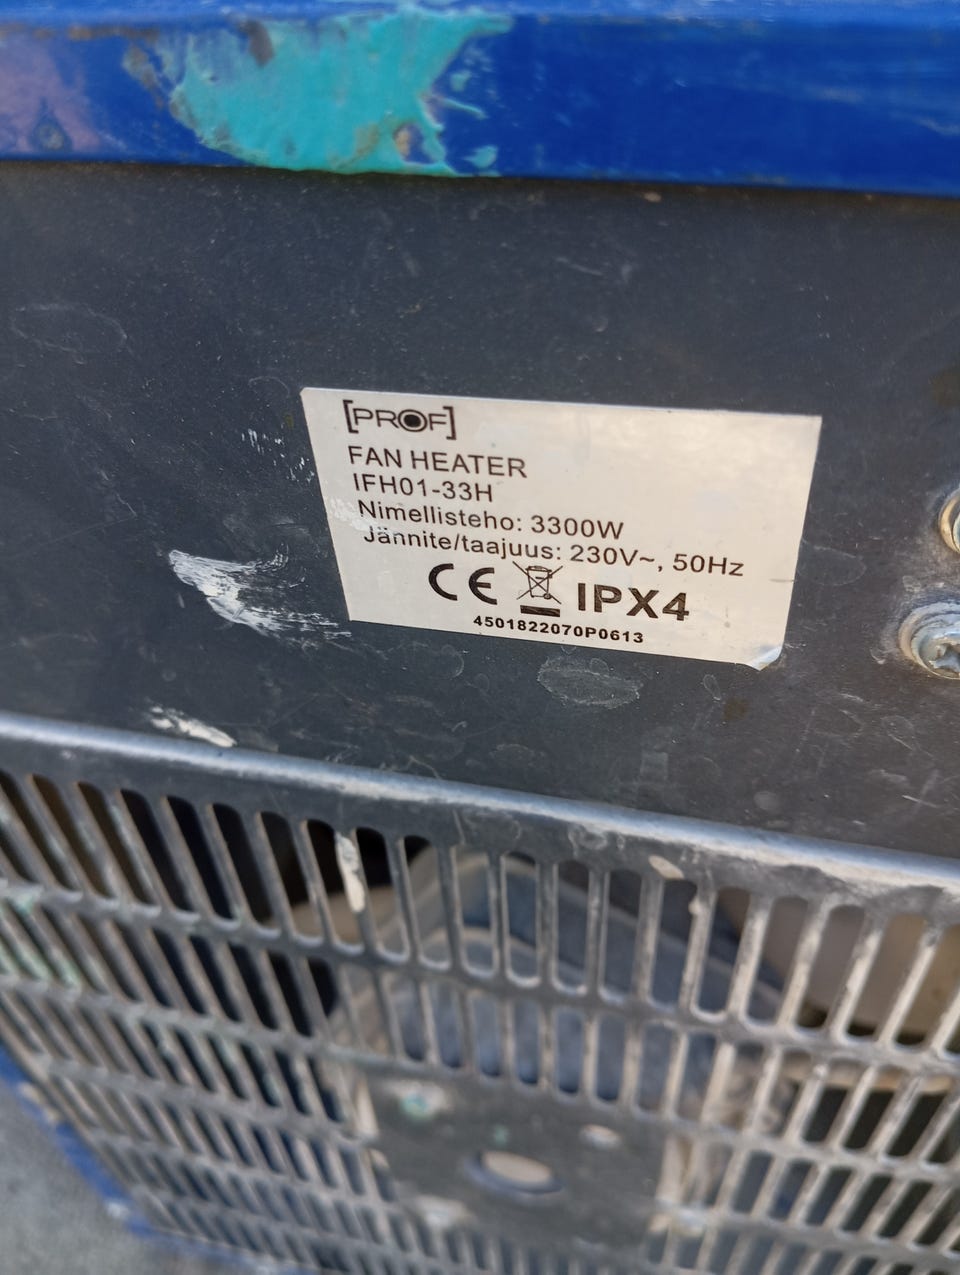 [PROF]
FAN HEATER
IFH01-33H
Nimellisteho: 3300W
Jännite/taajuus: 230V~, 50Hz
CE IPX4
4501822070P0613